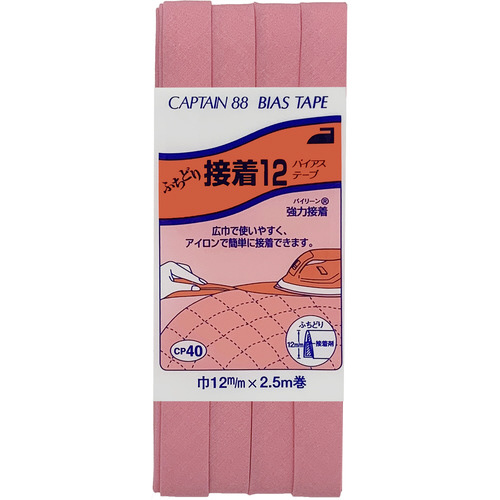 CAPTAIN 88 BIAS TAPE
ふちどり 接着12 バイアス
テープ
バイリーン®
強力接着
広巾で使いやすく、
アイロンで簡単に接着できます。
ふちどり
12mm 接着剤
CP40
巾12m/m×2.5m巻